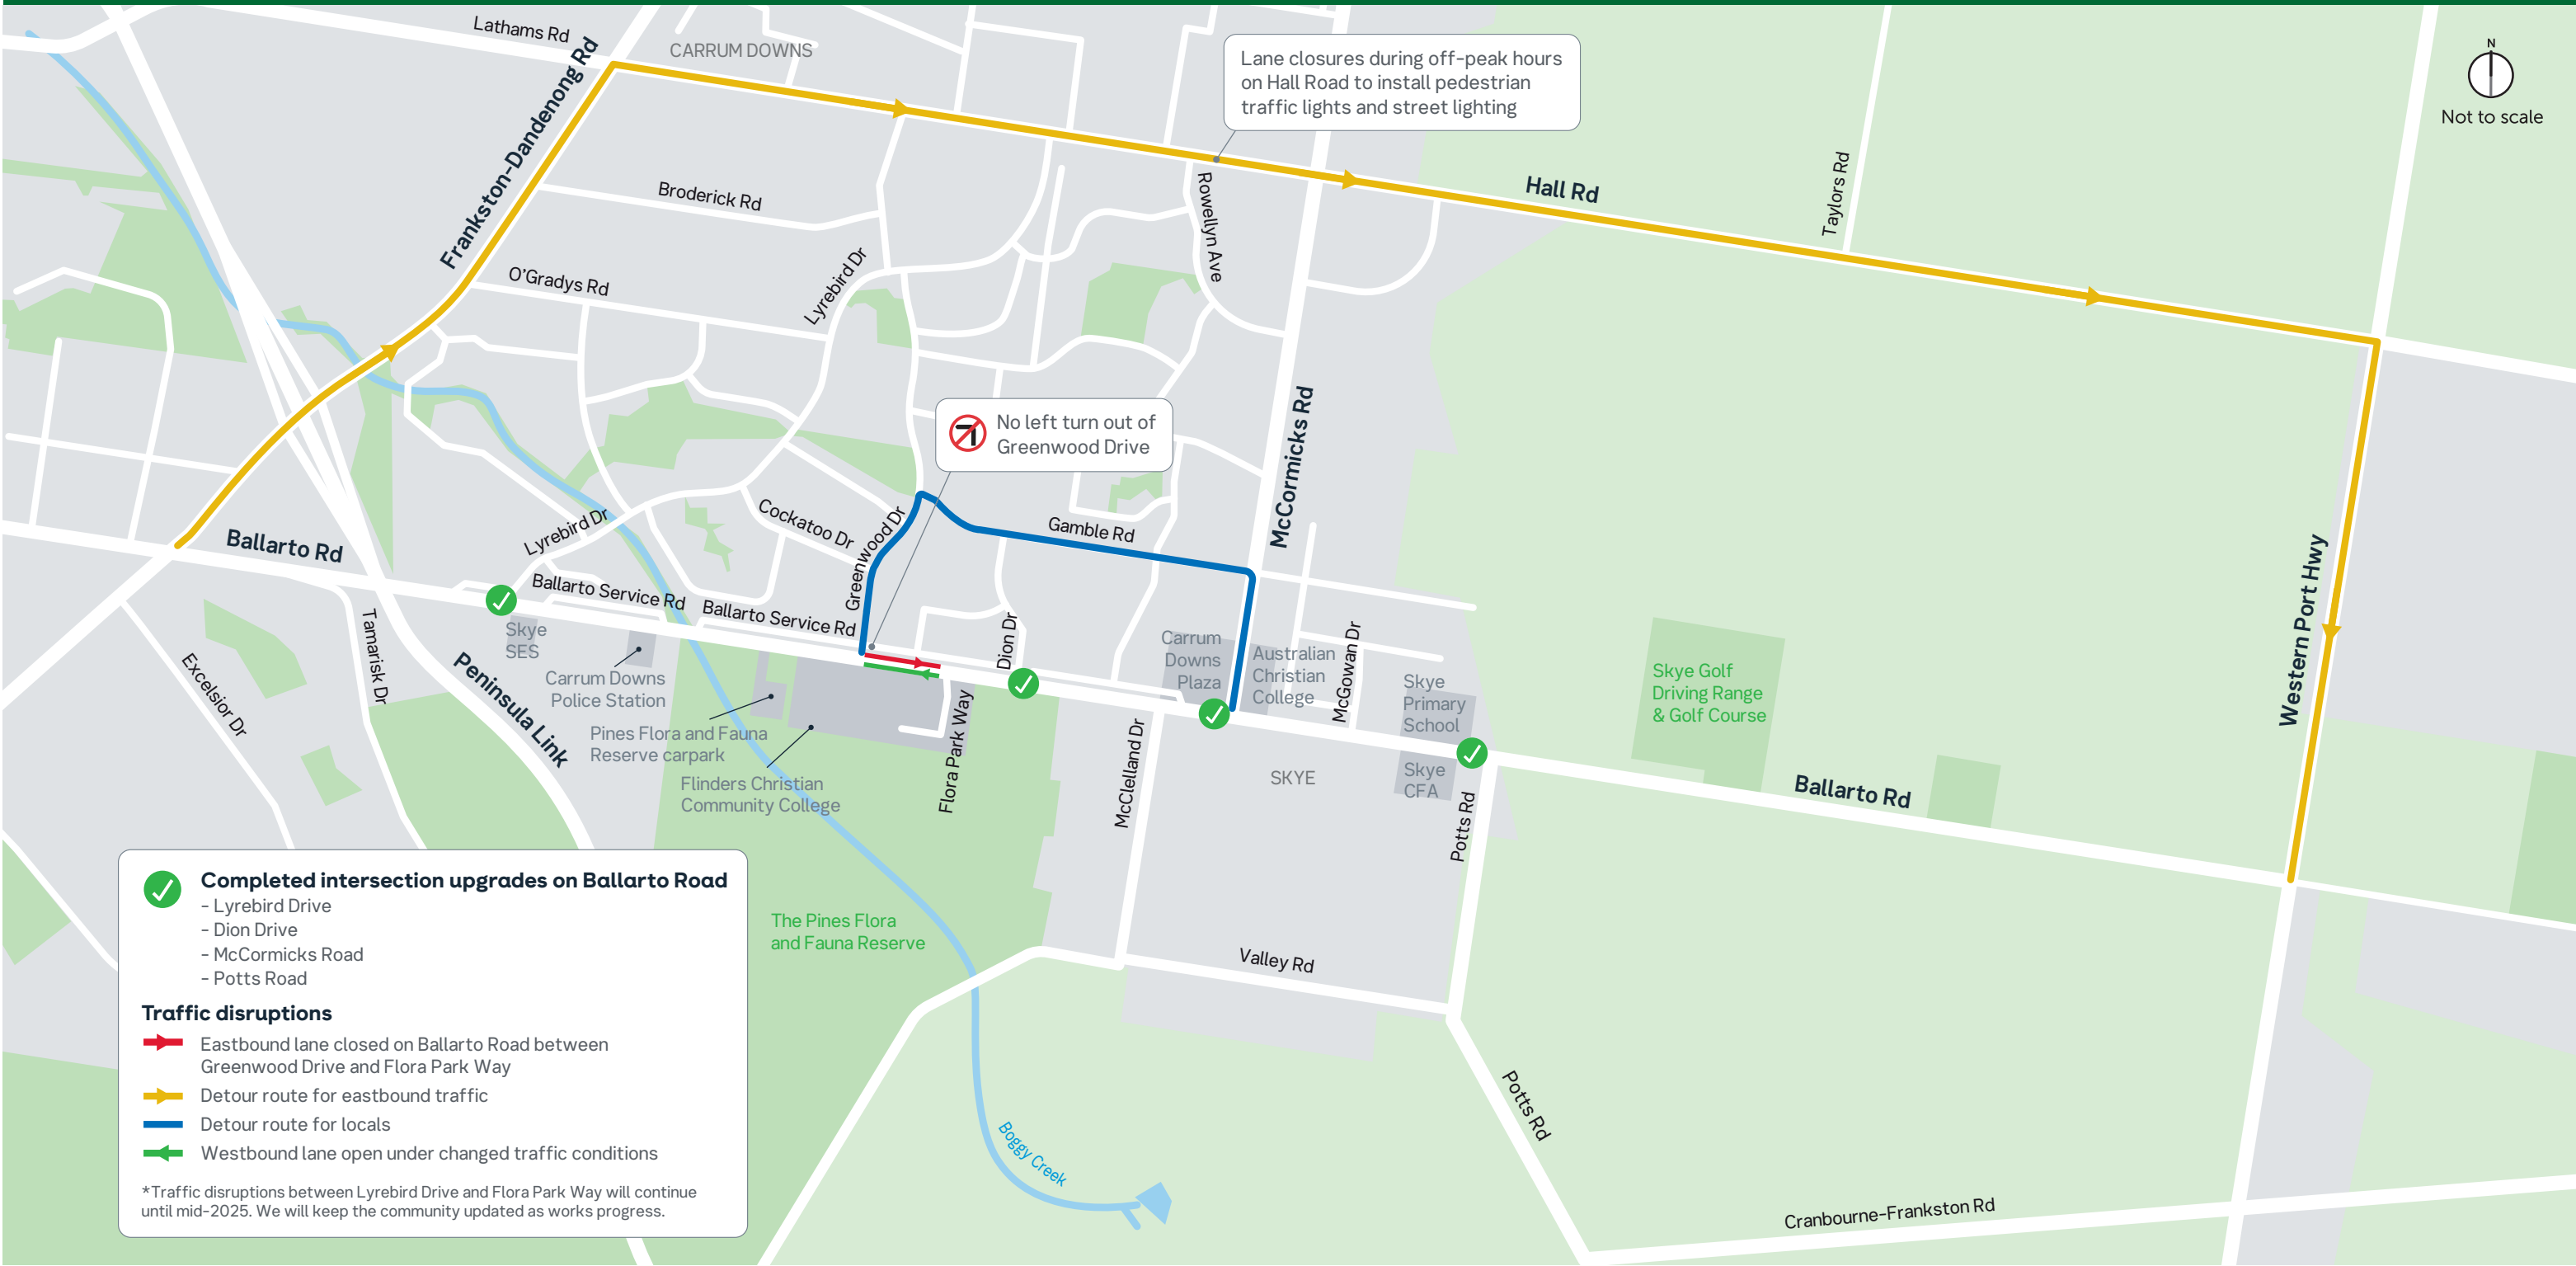 Lathams Rd
CARRUM DOWNS
Frankston-Dandenong Rd
Lane closures during off-peak hours
on Hall Road to install pedestrian
traffic lights and street lighting
N
Not to scale
Broderick Rd
Rowellyn Ave
Hall Rd
Taylors Rd
O'Gradys Rd
Lyrebird Dr
No left turn out of
Greenwood Drive
McCormicks Rd
Cockatoo Dr
Greenwood Dr
Gamble Rd
Lyrebird Dr
Ballarto Rd
Ballarto Service Rd
Ballarto Service Rd
Western Port Hwy
Tamarisk Dr
Excelsior Dr
Peninsula Link
Skye
SES
Carrum Downs
Police Station
Pines Flora and Fauna
Reserve carpark
Flinders Christian
Community College
Flora Park Way
Dion Dr
Carrum
Downs
Plaza
Australian
Christian
College
McGowan Dr
McClelland Dr
Skye
Primary
School
Skye
CFA
SKYE
Potts Rd
Skye Golf
Driving Range
& Golf Course
Ballarto Rd
The Pines Flora
and Fauna Reserve
Valley Rd
Potts Rd
Boggy Creek
Cranbourne-Frankston Rd
Completed intersection upgrades on Ballarto Road
- Lyrebird Drive
- Dion Drive
- McCormicks Road
- Potts Road
Traffic disruptions
Eastbound lane closed on Ballarto Road between
Greenwood Drive and Flora Park Way
Detour route for eastbound traffic
Detour route for locals
Westbound lane open under changed traffic conditions
*Traffic disruptions between Lyrebird Drive and Flora Park Way will continue
until mid-2025. We will keep the community updated as works progress.